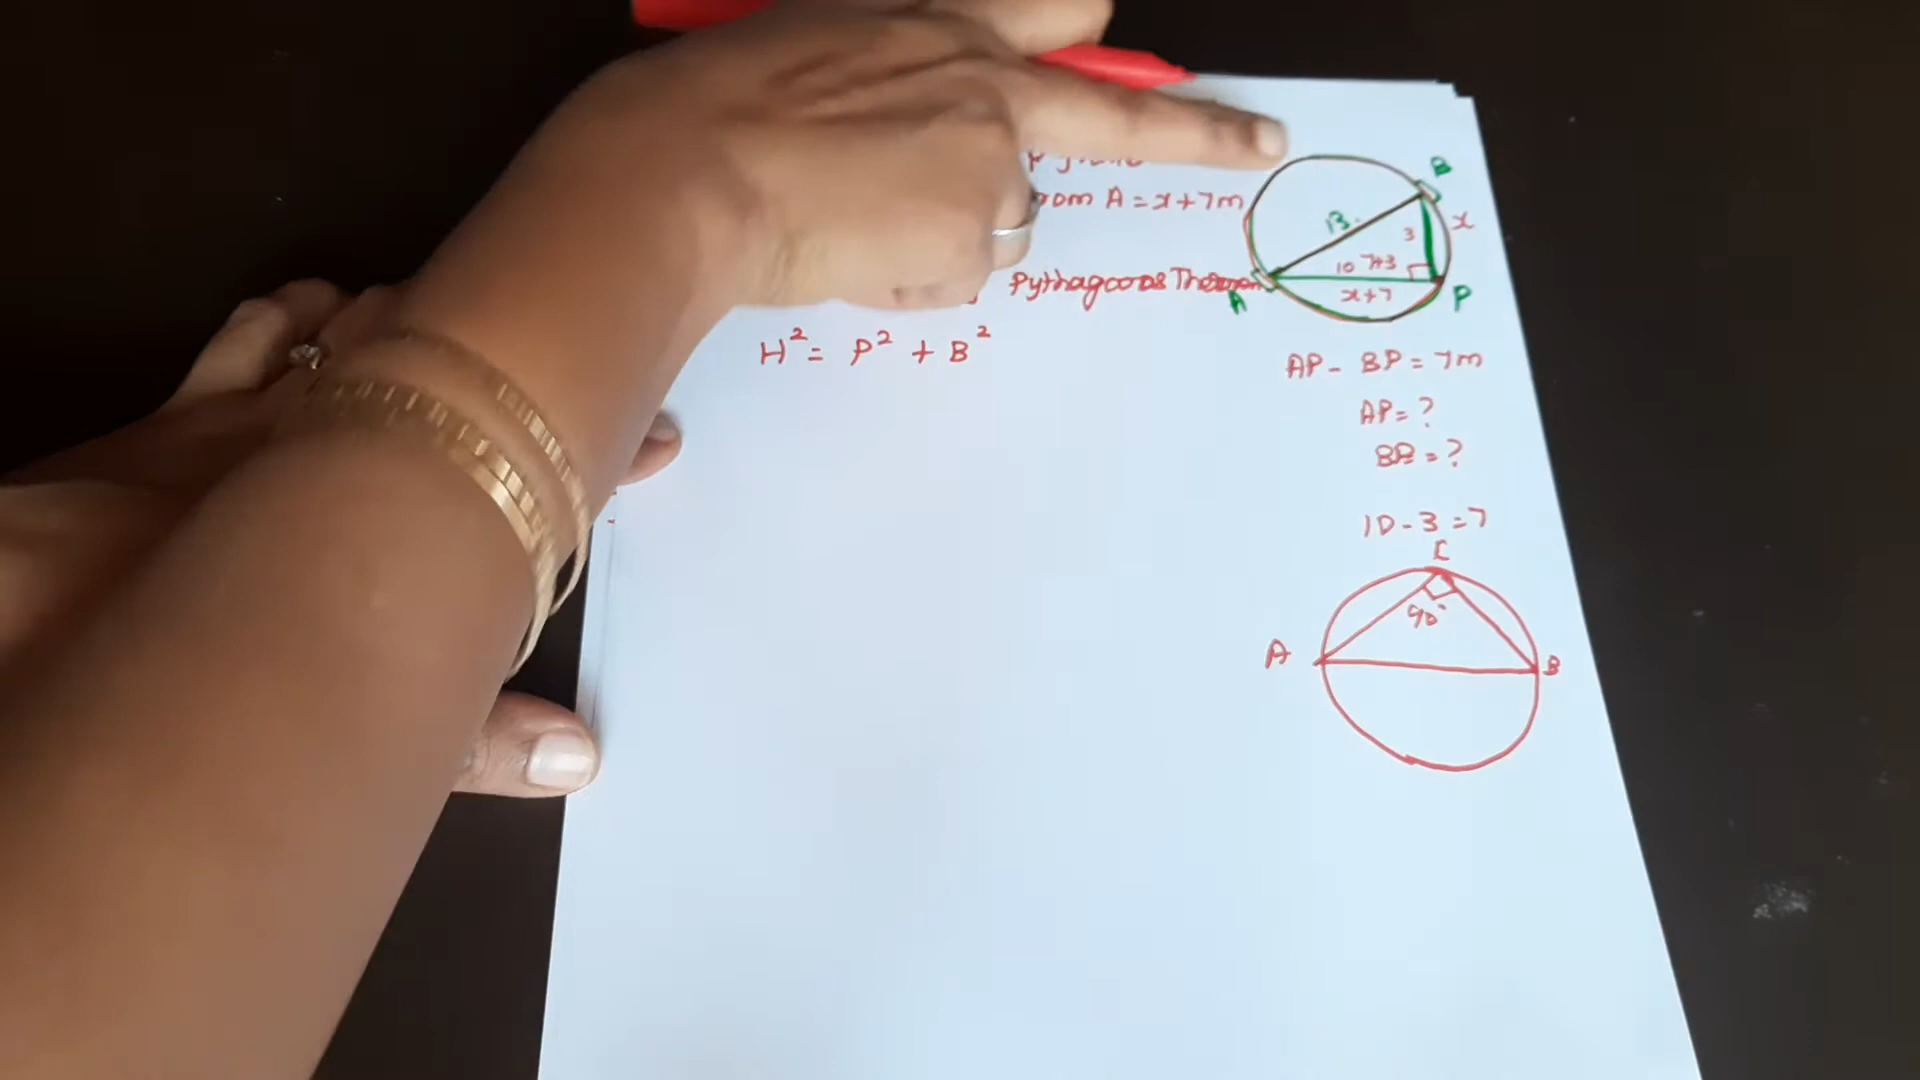 rom A = x+7m
Pythagoras Theorem
H² = P² + B²
B
13
3
x
10 7+3
x+7
A
P
AP - BP = 7m
AP = ?
BP = ?
10 - 3 = 7
C
90°
A
B